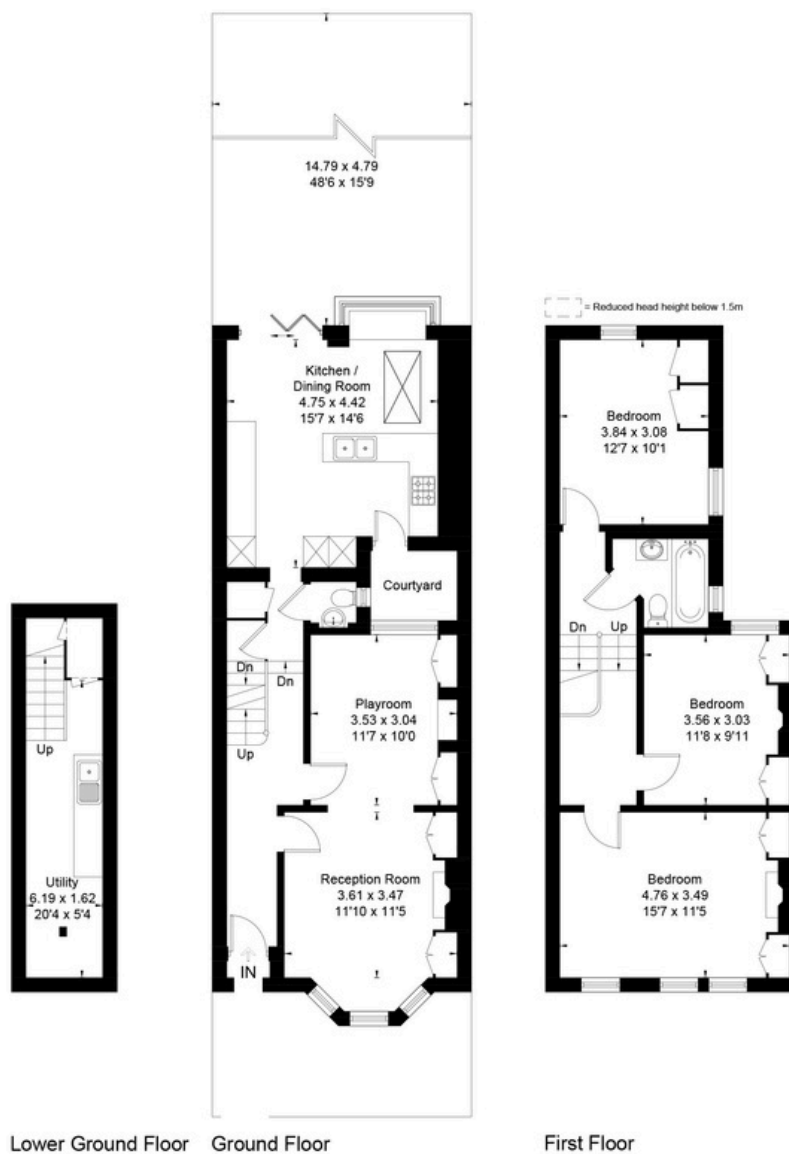 14.79 x 4.79
48'6 x 15'9
= Reduced head height below 1.5m
Kitchen /
Dining Room
4.75 x 4.42
15'7 x 14'6
Bedroom
3.84 x 3.08
12'7 x 10'1
Courtyard
Dn
Up
Dn
Dn
Up
Playroom
3.53 x 3.04
11'7 x 10'0
Bedroom
3.56 x 3.03
11'8 x 9'11
Up
Utility
6.19 x 1.62
20'4 x 5'4
Reception Room
3.61 x 3.47
11'10 x 11'5
Bedroom
4.76 x 3.49
15'7 x 11'5
IN
Lower Ground Floor
Ground Floor
First Floor